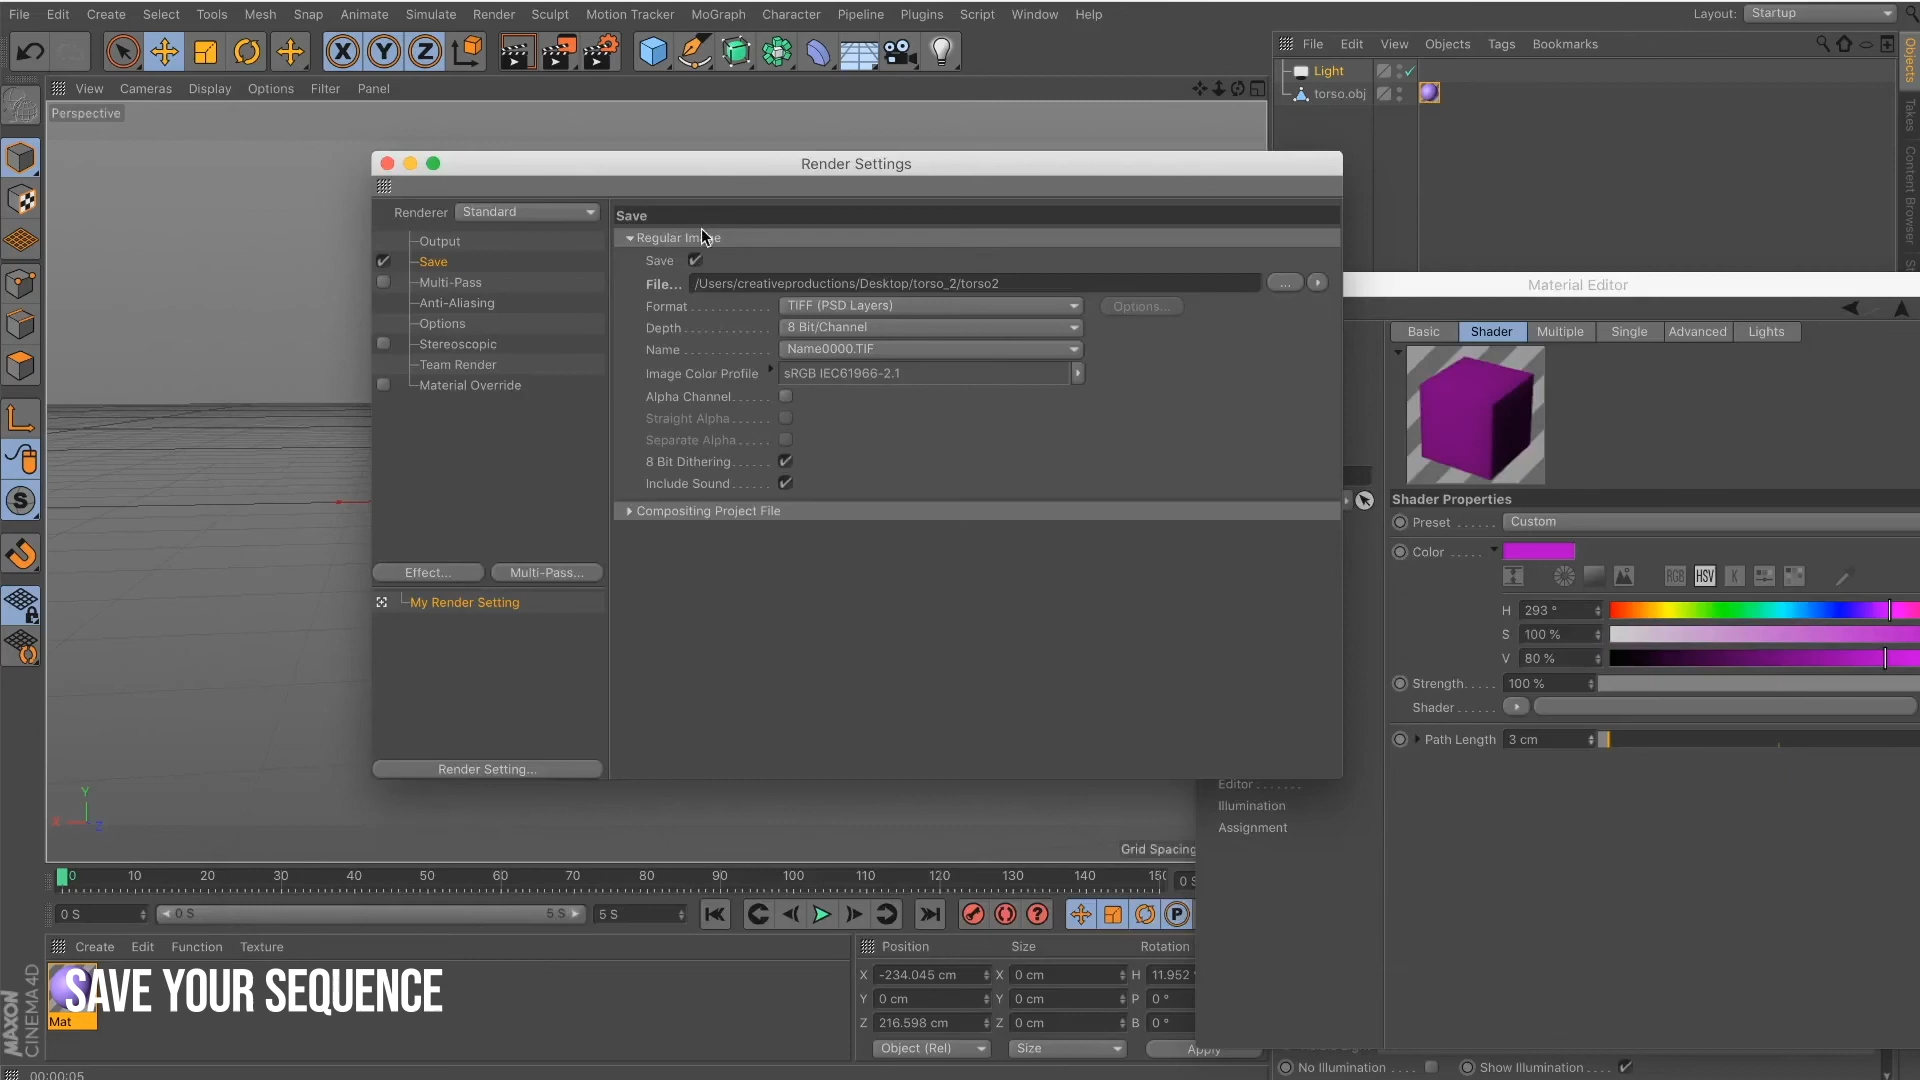 File Edit Create Select Tools Mesh Snap Animate Simulate Render Sculpt Motion Tracker MoGraph Character Pipeline Plugins Script Window Help
Layout: Startup
X Y Z
File Edit View Objects Tags Bookmarks
Objects
Takes
Content Browser
Light
torso.obj
View Cameras Display Options Filter Panel
Perspective
Render Settings
Renderer Standard
Output
Save
Multi-Pass
Anti-Aliasing
Options
Stereoscopic
Team Render
Material Override
Effect... Multi-Pass...
My Render Setting
Render Setting...
Save
Regular
Save
File... /Users/creativeproductions/Desktop/torso_2/torso2 ...
Format TIFF (PSD Layers) Options...
Depth 8 Bit/Channel
Name Name0000.TIF
Image Color Profile sRGB IEC61966-2.1
Alpha Channel
Straight Alpha
Separate Alpha
8 Bit Dithering
Include Sound
Compositing Project File
Material Editor
Basic Shader Multiple Single Advanced Lights
Shader Properties
Preset Custom
Color
RGB HSV K
H 293 °
S 100 %
V 80 %
Strength 100 %
Shader
Path Length 3 cm
Editor
Illumination
Assignment
Y
Z
Grid Spacing
0 10 20 30 40 50 60 70 80 90 100 110 120 130 140
0 S 0 S 5 S 5 S
Create Edit Function Texture
Mat
SAVE YOUR SEQUENCE
MAXON
CINEMA 4D
Position Size Rotation
X -234.045 cm X 0 cm H 11.952
Y 0 cm Y 0 cm P 0 °
Z 216.598 cm Z 0 cm B 0 °
Object (Rel) Size Apply
No Illumination Show Illumination
00:00:05